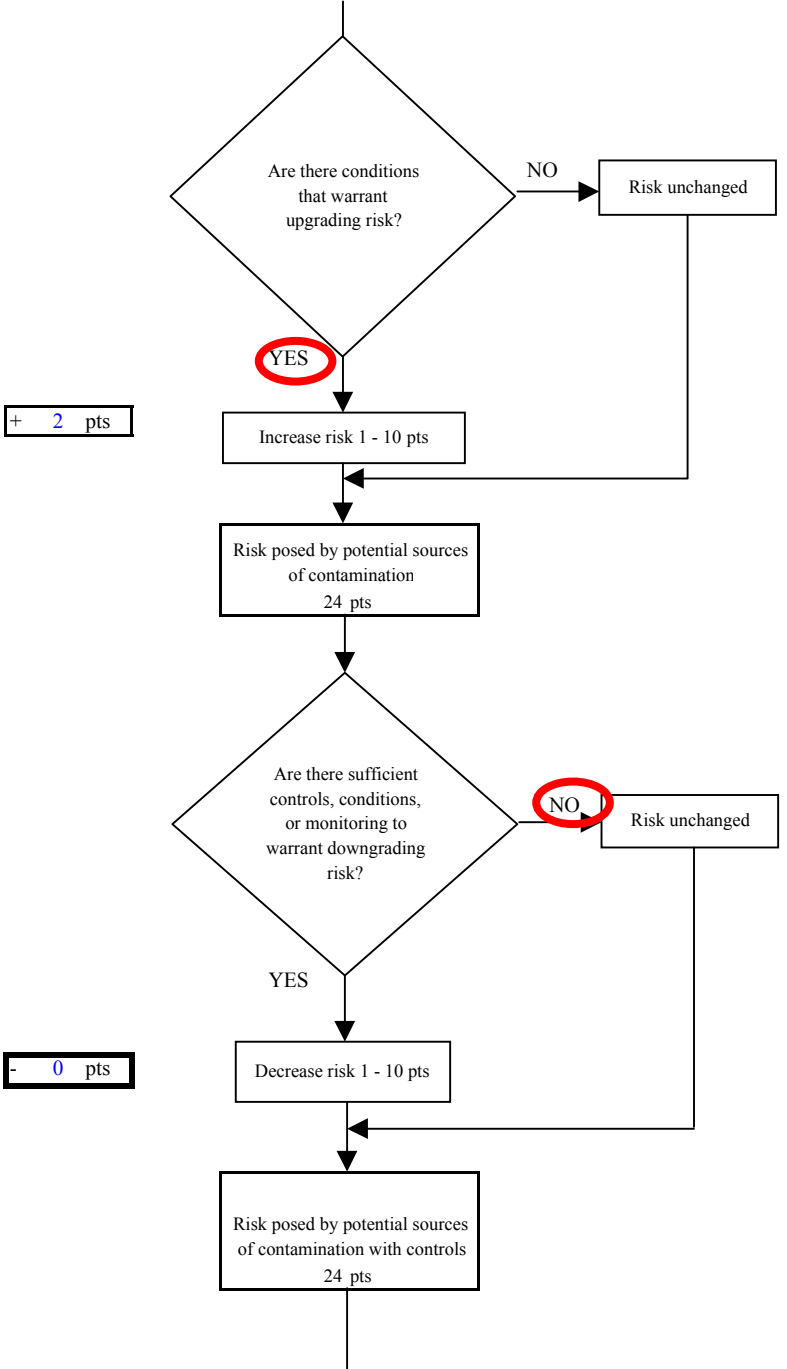 Are there conditions
that warrant
upgrading risk?
NO
Risk unchanged
YES
+ 2 pts
Increase risk 1 - 10 pts
Risk posed by potential sources
of contamination
24 pts
Are there sufficient
controls, conditions,
or monitoring to
warrant downgrading
risk?
NO
Risk unchanged
YES
- 0 pts
Decrease risk 1 - 10 pts
Risk posed by potential sources
of contamination with controls
24 pts